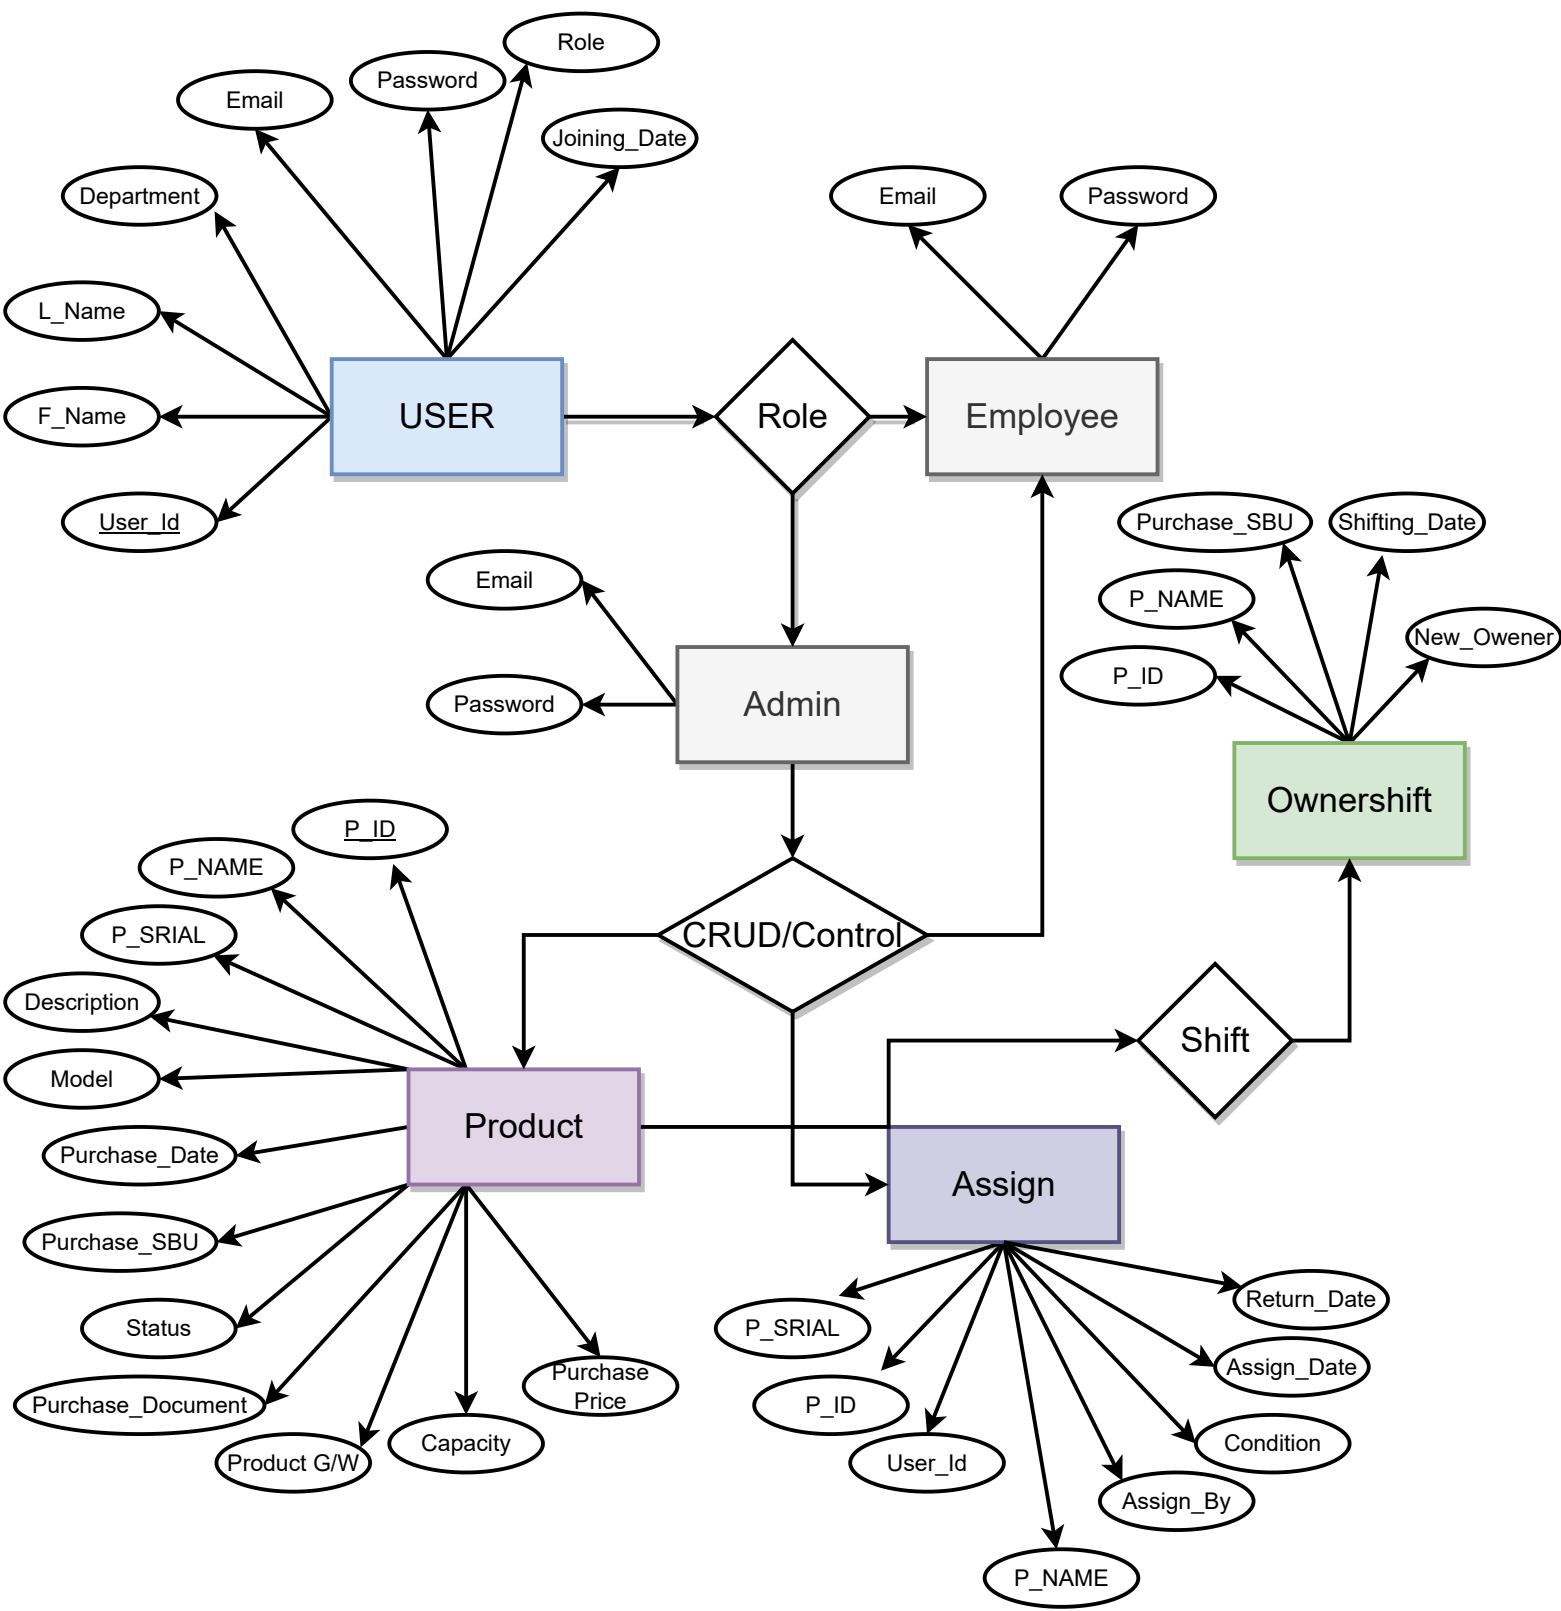 Role
Password
Email
Joining_Date
Department
Email
Password
L_Name
F_Name
USER
Role
Employee
User_Id
Purchase_SBU
Shifting_Date
Email
P_NAME
New_Owener
P_ID
Password
Admin
Ownershift
P_ID
P_NAME
P_SRIAL
CRUD/Control
Description
Shift
Model
Product
Purchase_Date
Assign
Purchase_SBU
Return_Date
Status
P_SRIAL
Assign_Date
Purchase
Price
Purchase_Document
P_ID
Capacity
Condition
Product G/W
User_Id
Assign_By
P_NAME